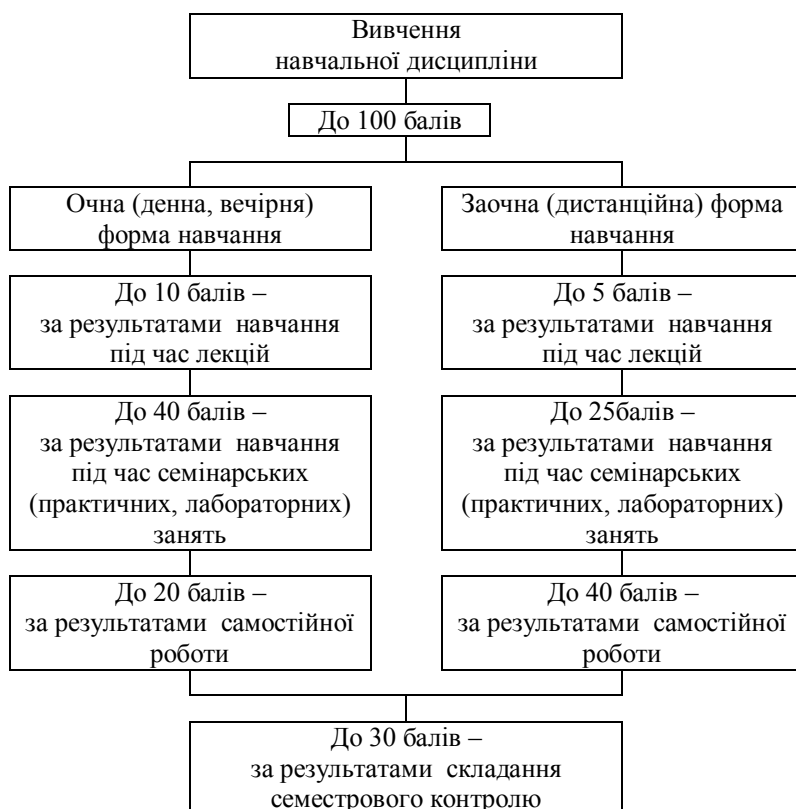 Вивчення
навчальної дисципліни
До 100 балів
Очна (денна, вечірня)
форма навчання
Заочна (дистанційна) форма
навчання
До 10 балів –
за результатами навчання
під час лекцій
До 5 балів –
за результатами навчання
під час лекцій
До 40 балів –
за результатами навчання
під час семінарських
(практичних, лабораторних)
занять
До 25балів –
за результатами навчання
під час семінарських
(практичних, лабораторних)
занять
До 20 балів –
за результатами самостійної
роботи
До 40 балів –
за результатами самостійної
роботи
До 30 балів –
за результатами складання
семестрового контролю